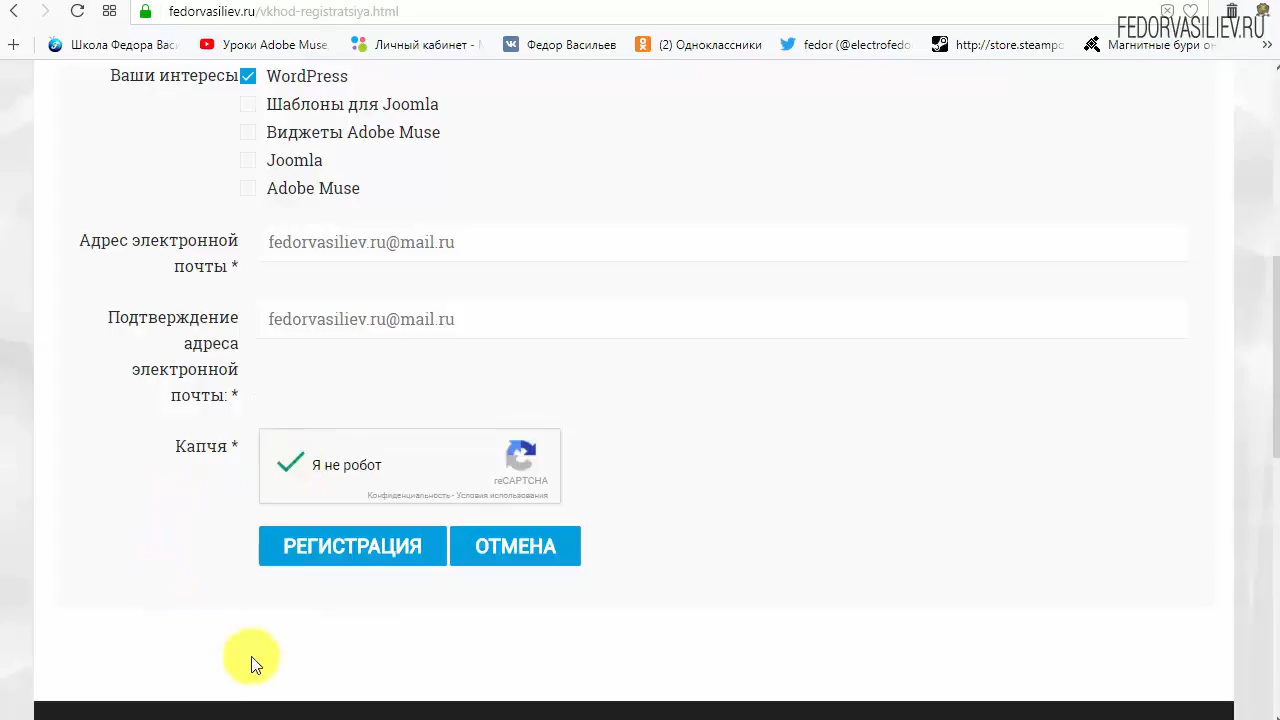 fedorvasiliev.ru/vkhod-registratsiya.html
FEDORVASILIEV.RU
Школа Федора Васи
Уроки Adobe Muse,
Личный кабинет -
Федор Васильев
(2) Одноклассники
fedor (@electrofedo
http://store.steampo
Магнитные бури он
Ваши интересы WordPress
Шаблоны для Joomla
Виджеты Adobe Muse
Joomla
Adobe Muse
Адрес электронной
почты *
fedorvasiliev.ru@mail.ru
Подтверждение
адреса
электронной
почты: *
fedorvasiliev.ru@mail.ru
Капчя *
Я не робот
reCAPTCHA
Конфиденциальность - Условия использования
РЕГИСТРАЦИЯ ОТМЕНА